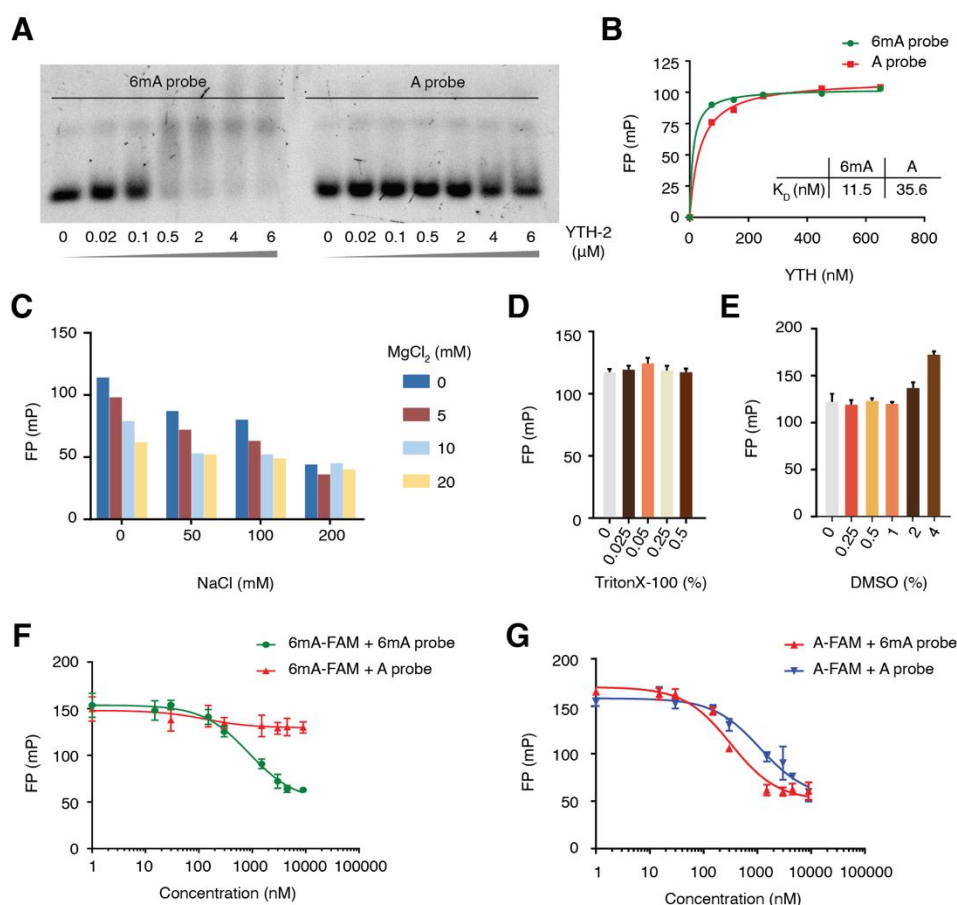 A
6mA probe
A probe
0 0.02 0.1 0.5 2 4 6
0 0.02 0.1 0.5 2 4 6
YTH-2
(μM)
B
6mA probe
A probe
FP (mP)
125
100
75
50
25
0
0 200 400 600 800
YTH (nM)
6mA A
K_D (nM) 11.5 35.6
C
FP (mP)
150
100
50
0
0 50 100 200
NaCl (mM)
MgCl₂ (mM)
0
5
10
20
D
FP (mP)
150
100
50
0
0 0.025 0.05 0.25 0.5
TritonX-100 (%)
E
FP (mP)
200
150
100
50
0
0 0.25 0.5 1 2 4
DMSO (%)
F
6mA-FAM + 6mA probe
6mA-FAM + A probe
FP (mP)
200
150
100
50
0
1 10 100 1000 10000 100000
Concentration (nM)
G
A-FAM + 6mA probe
A-FAM + A probe
FP (mP)
200
150
100
50
0
1 10 100 1000 10000 100000
Concentration (nM)